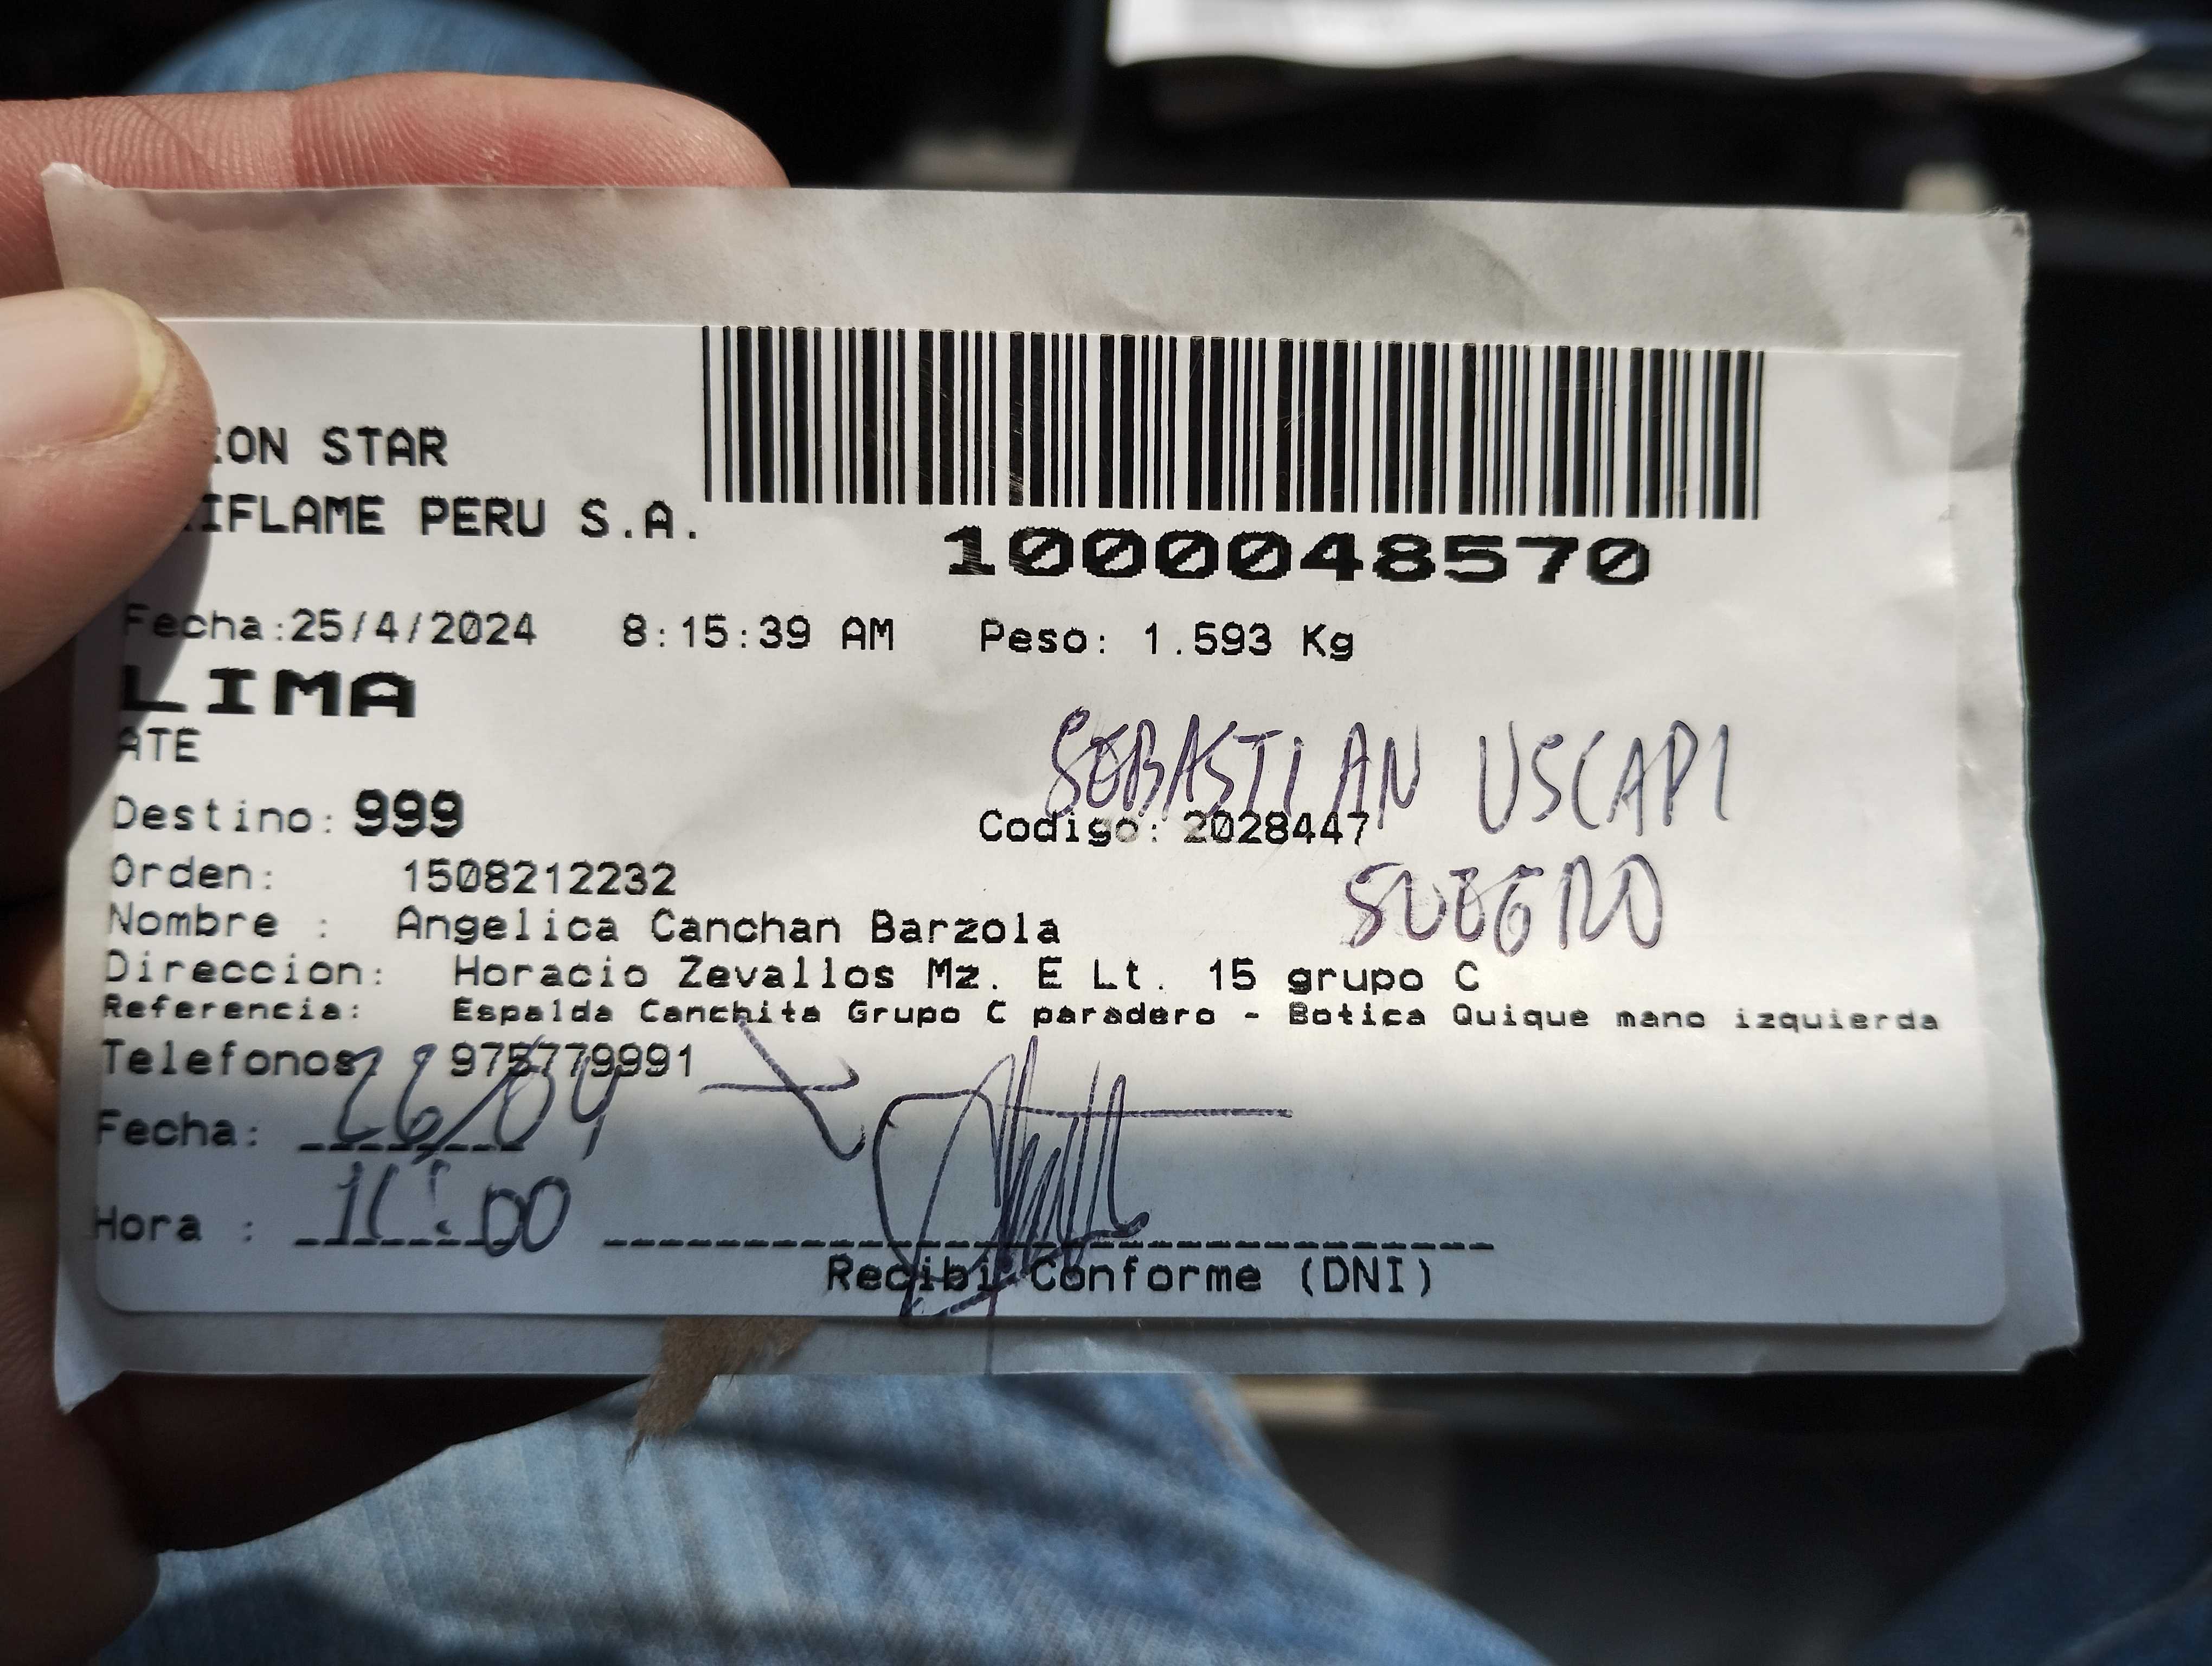 ION STAR
IFLAME PERU S.A.
1000048570
Fecha:25/4/2024 8:15:39 AM Peso: 1.593 Kg
LIMA
ATE
SEBASTIAN USCAPI
Destino: 999 Codigo: 2028447
SUEGRO
Orden: 1508212232
Nombre : Angelica Canchan Barzola
Direccion: Horacio Zevallos Mz. E Lt. 15 grupo C
Referencia: Espalda Canchita Grupo C paradero - Botica Quique mano izquierda
Telefonos 975779991
Fecha: 26/04
Hora : :00
Recibi Conforme (DNI)